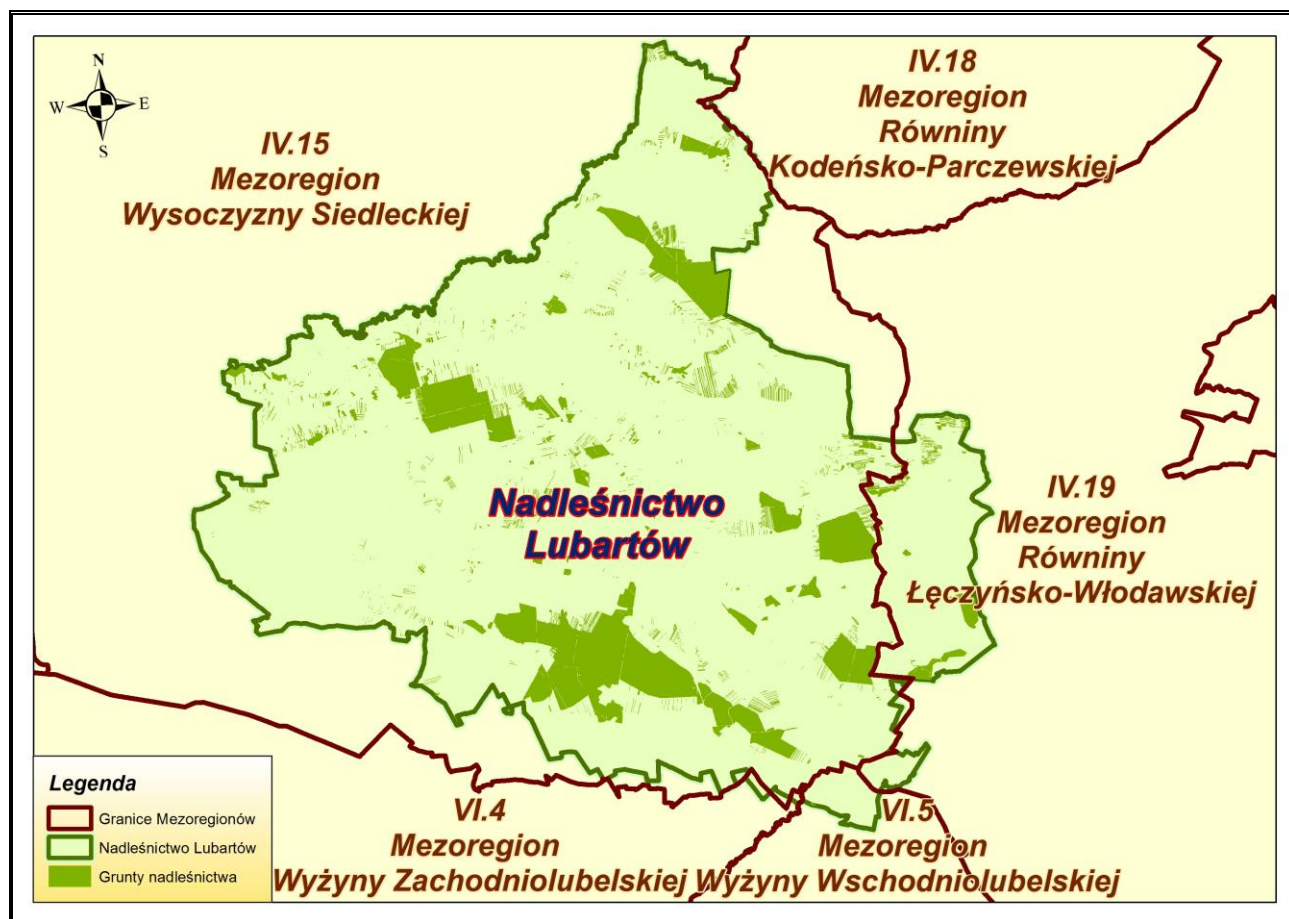 N
W
E
S
IV.15
Mezoregion
Wysoczyzny Siedleckiej
IV.18
Mezoregion
Równiny
Kodeńsko-Parczewskiej
Nadleśnictwo
Lubartów
IV.19
Mezoregion
Równiny
Łęczyńsko-Włodawskiej
VI.4
Mezoregion
Wyżyny Zachodniolubelskiej
VI.5
Mezoregion
Wyżyny Wschodniolubelskiej
Legenda
Granice Mezoregionów
Nadleśnictwo Lubartów
Grunty nadleśnictwa